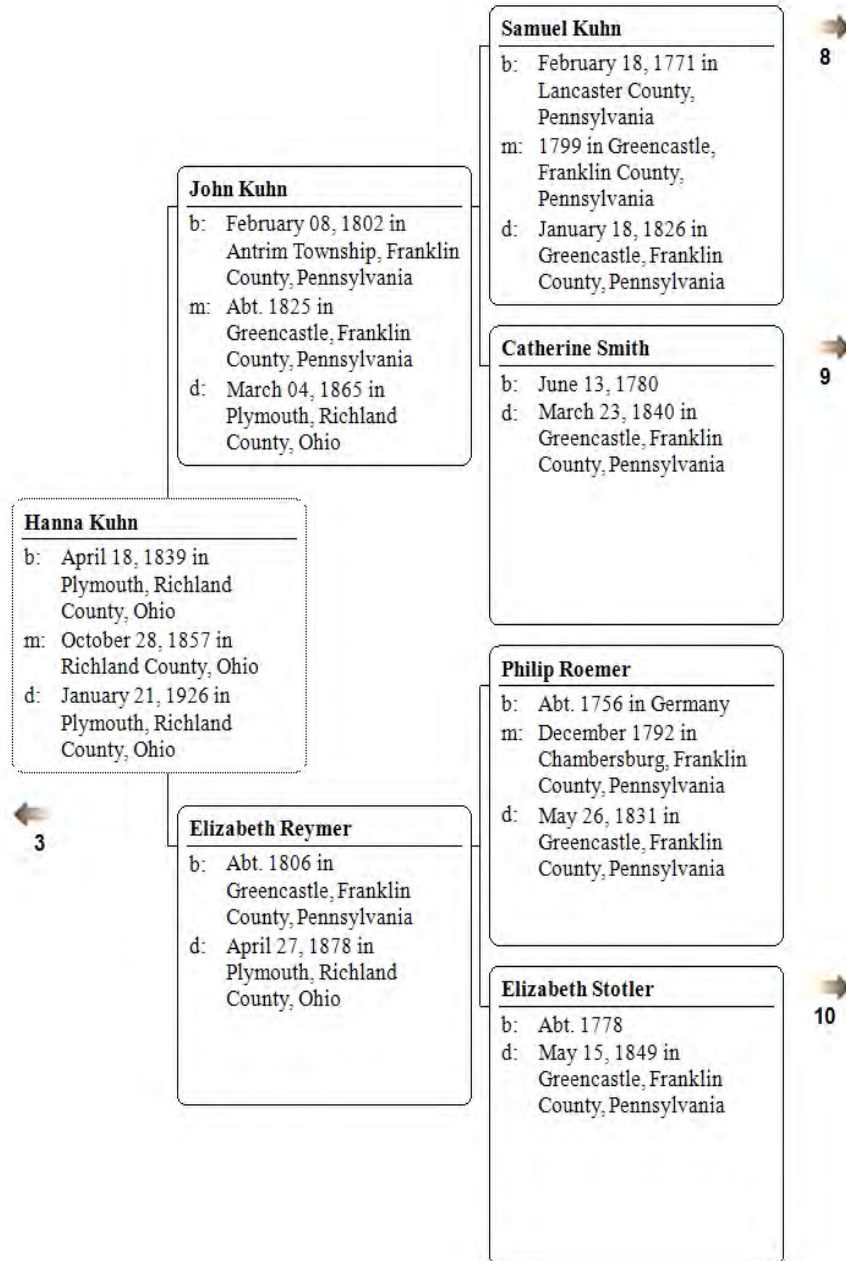 Samuel Kuhn
b: February 18, 1771 in
Lancaster County,
Pennsylvania
m: 1799 in Greencastle,
Franklin County,
Pennsylvania
d: January 18, 1826 in
Greencastle, Franklin
County, Pennsylvania
8
John Kuhn
b: February 08, 1802 in
Antrim Township, Franklin
County, Pennsylvania
m: Abt. 1825 in
Greencastle, Franklin
County, Pennsylvania
d: March 04, 1865 in
Plymouth, Richland
County, Ohio
Catherine Smith
b: June 13, 1780
d: March 23, 1840 in
Greencastle, Franklin
County, Pennsylvania
9
Hanna Kuhn
b: April 18, 1839 in
Plymouth, Richland
County, Ohio
m: October 28, 1857 in
Richland County, Ohio
d: January 21, 1926 in
Plymouth, Richland
County, Ohio
3
Philip Roemer
b: Abt. 1756 in Germany
m: December 1792 in
Chambersburg, Franklin
County, Pennsylvania
d: May 26, 1831 in
Greencastle, Franklin
County, Pennsylvania
Elizabeth Reymer
b: Abt. 1806 in
Greencastle, Franklin
County, Pennsylvania
d: April 27, 1878 in
Plymouth, Richland
County, Ohio
Elizabeth Stotler
b: Abt. 1778
d: May 15, 1849 in
Greencastle, Franklin
County, Pennsylvania
10